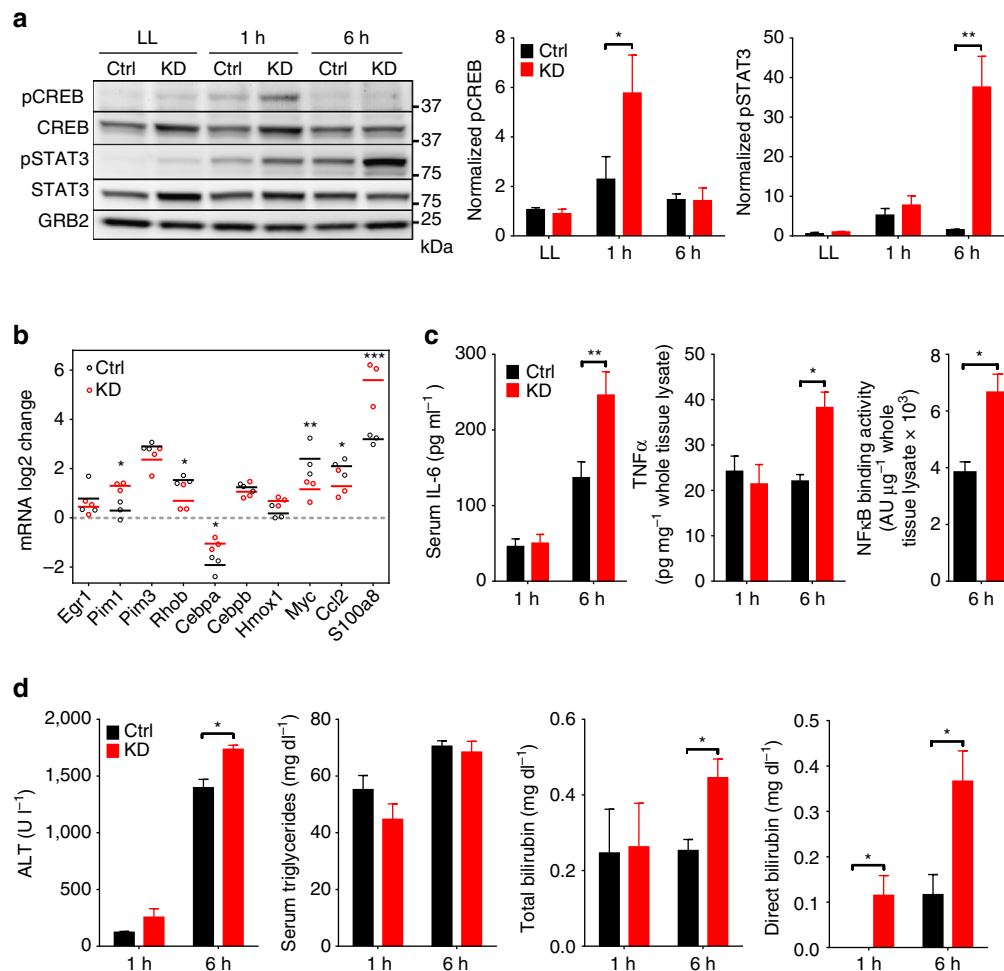 a
LL
1 h
6 h
Ctrl
KD
Ctrl
KD
Ctrl
KD
pCREB
37
CREB
37
pSTAT3
75
STAT3
75
GRB2
25
kDa
Normalized pCREB
8
6
4
2
0
Ctrl
KD
*
LL
1 h
6 h
Normalized pSTAT3
50
40
30
20
10
0
**
LL
1 h
6 h
b
mRNA log2 change
6
4
2
0
−2
Ctrl
KD
*
*
*
**
*
***
Egr1
Pim1
Pim3
Rhob
Cebpa
Cebpb
Hmox1
Myc
Ccl2
S100a8
c
Serum IL-6 (pg ml−1)
300
200
100
0
Ctrl
KD
**
1 h
6 h
TNFα
(pg mg−1 whole tissue lysate)
50
40
30
20
10
0
*
1 h
6 h
NFκB binding activity
(AU µg−1 whole
tissue lysate × 10³)
8
6
4
2
0
*
6 h
d
ALT (U l−1)
2,000
1,500
1,000
500
0
Ctrl
KD
*
1 h
6 h
Serum triglycerides (mg dl−1)
80
60
40
20
0
1 h
6 h
Total bilirubin (mg dl−1)
0.6
0.4
0.2
0.0
*
1 h
6 h
Direct bilirubin (mg dl−1)
0.5
0.4
0.3
0.2
0.1
0.0
*
*
1 h
6 h